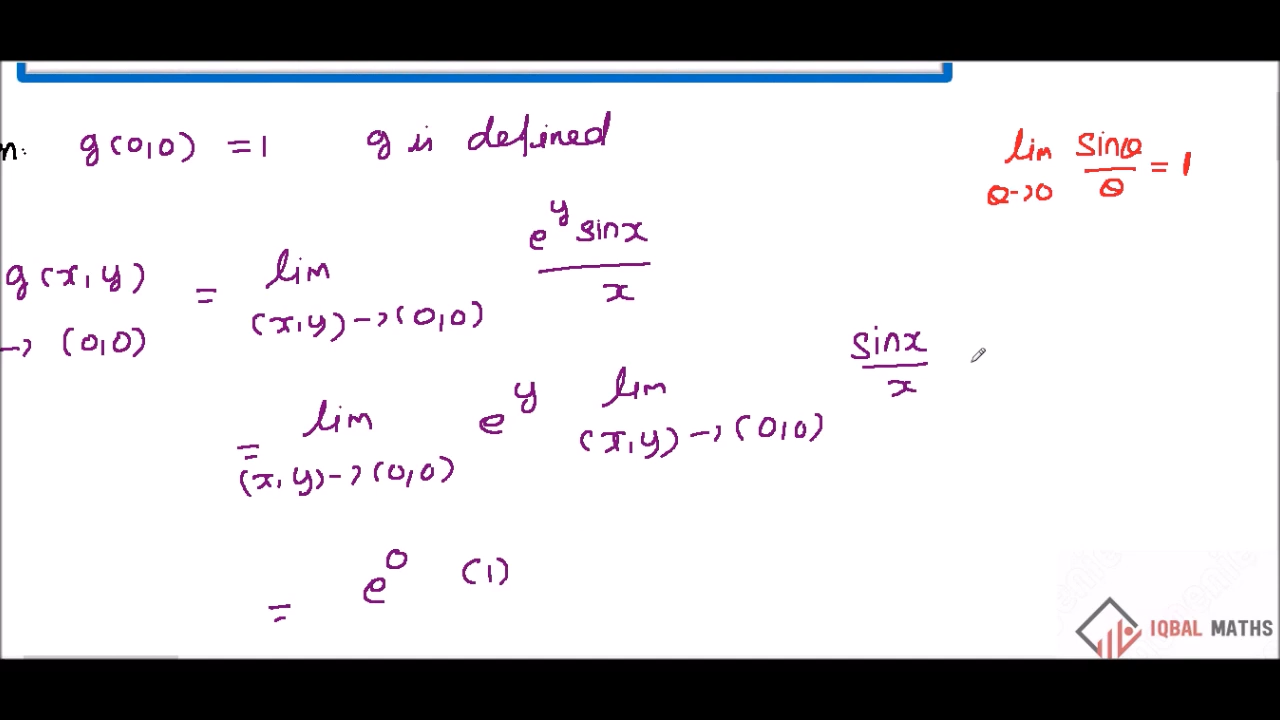 n: g(0,0) = 1 g is defined
lim θ→0 sinθ/θ = 1
g(x,y) = lim (x,y)→(0,0) e^y sinx / x
→ (0,0)
= lim (x,y)→(0,0) e^y lim (x,y)→(0,0) sinx / x
= e^0 (1)
IQBAL MATHS